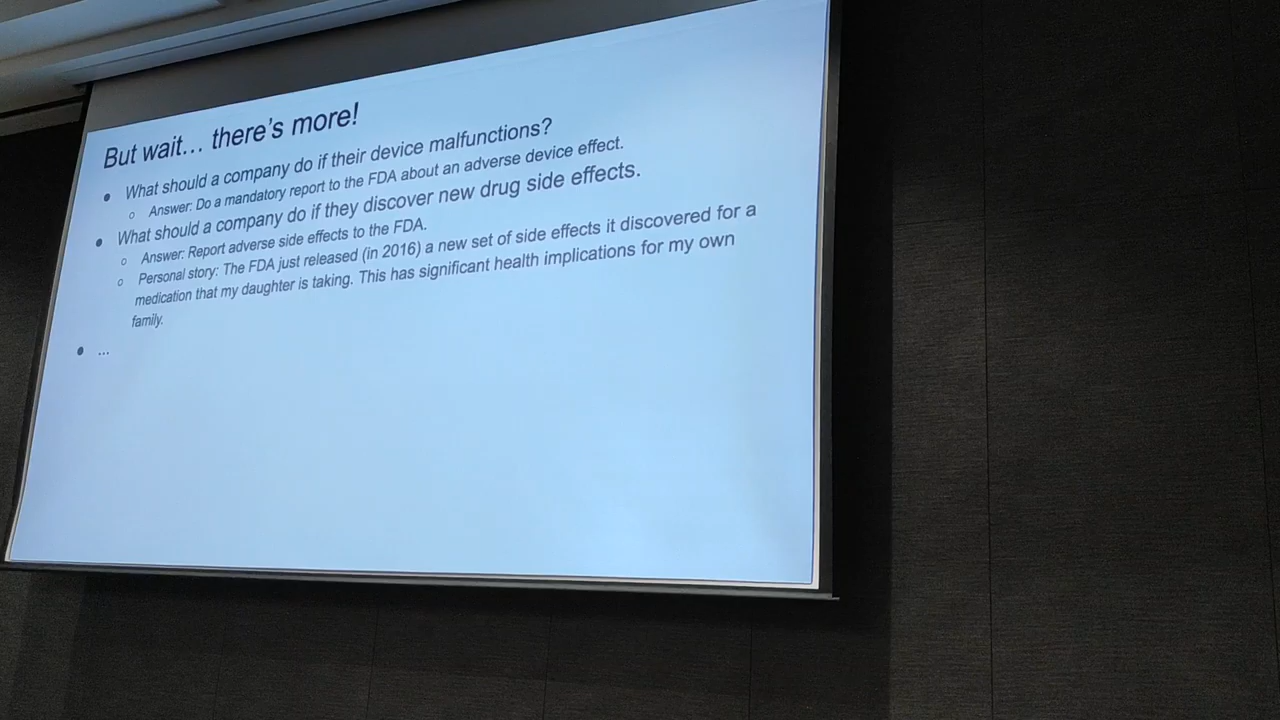 But wait... there's more!
● What should a company do if their device malfunctions?
○ Answer: Do a mandatory report to the FDA about an adverse device effect.
● What should a company do if they discover new drug side effects.
○ Answer: Report adverse side effects to the FDA.
○ Personal story: The FDA just released (in 2016) a new set of side effects it discovered for a
medication that my daughter is taking. This has significant health implications for my own
family.
● ...